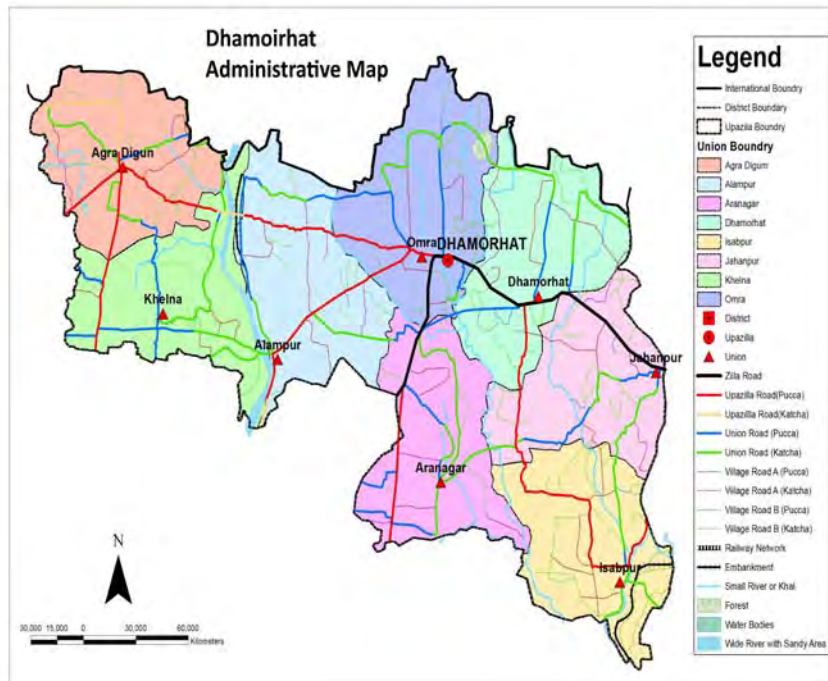 Dhamoirhat
Administrative Map
Agra Digun
Khelna
Alampur
Omra
DHAMORHAT
Dhamorhat
Jahanpur
Aranagar
Isabpur
N
30,000 15,000 0 30,000 60,000
Kilometers
Legend
International Boundry
District Boundary
Upazila Boundry
Union Boundry
Agra Digum
Alampur
Aranagar
Dhamorhat
Isabpur
Jahanpur
Khelna
Omra
District
Upazilla
Union
Zilla Road
Upazilla Road(Pucca)
Upazillla Road(Katcha)
Union Road (Pucca)
Union Road (Katcha)
Village Road A (Pucca)
Village Road A (Katcha)
Village Road B (Pucca)
Village Road B (Katcha)
Railway Network
Embankment
Small River or Khal
Forest
Water Bodies
Wide River with Sandy Area